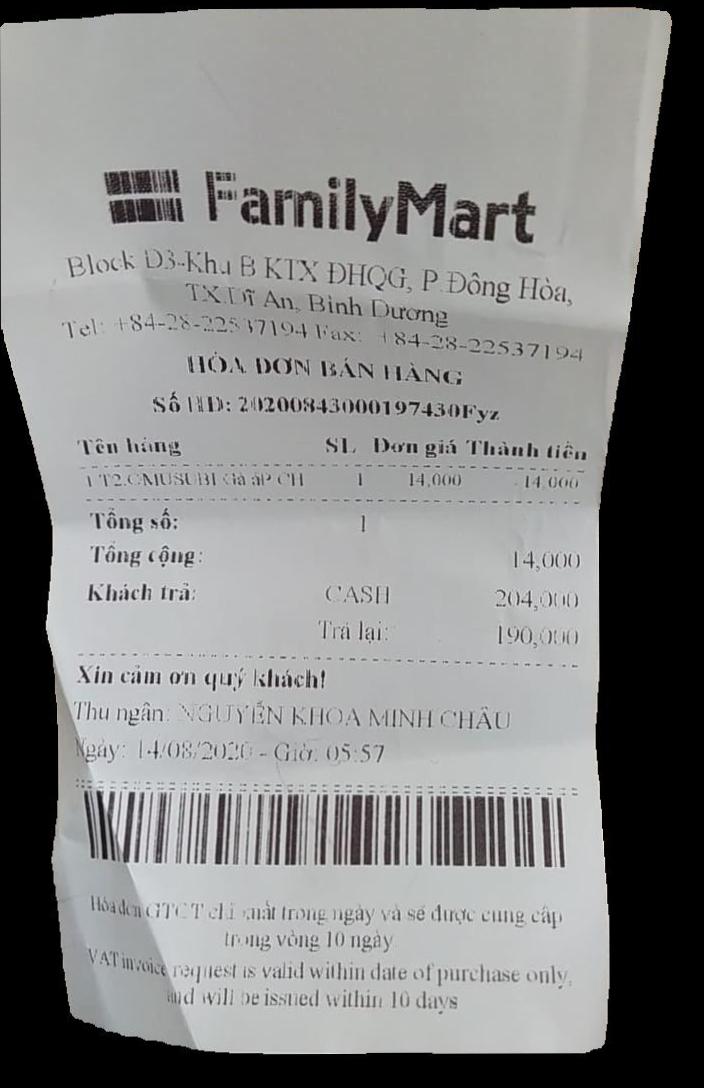 FamilyMart
Block D3-Khu B KTX ĐHQG, P.Đông Hòa,
TX.Dĩ An, Bình Dương
Tel: +84-28-22537194 Fax: +84-28-22537194
HÓA ĐƠN BÁN HÀNG
Số HD: 20200843000197430Fyz
Tên hàng SL Đơn giá Thành tiền
1 T2.OMUSUBI Gà áP CH 1 14,000 14,000
Tổng số: 1
Tổng cộng: 14,000
Khách trả: CASH 204,000
Trả lại: 190,000
Xin cảm ơn quý khách!
Thu ngân: NGUYỄN KHOA MINH CHÂU
Ngày: 14/08/2020 - Giờ: 05:57
Hóa đơn GTGT chỉ xuất trong ngày và sẽ được cung cấp
trong vòng 10 ngày
VAT invoice request is valid within date of purchase only,
and will be issued within 10 days